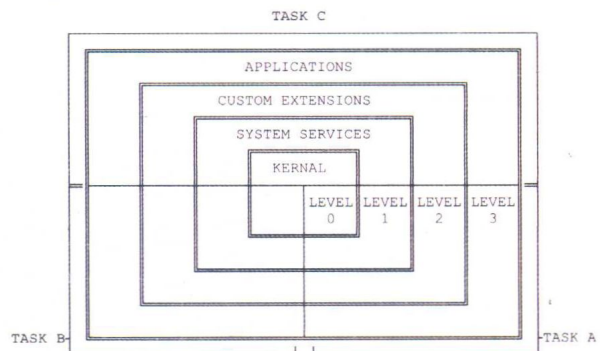 TASK C
APPLICATIONS
CUSTOM EXTENSIONS
SYSTEM SERVICES
KERNAL
LEVEL LEVEL LEVEL LEVEL
0 1 2 3
TASK B
TASK A